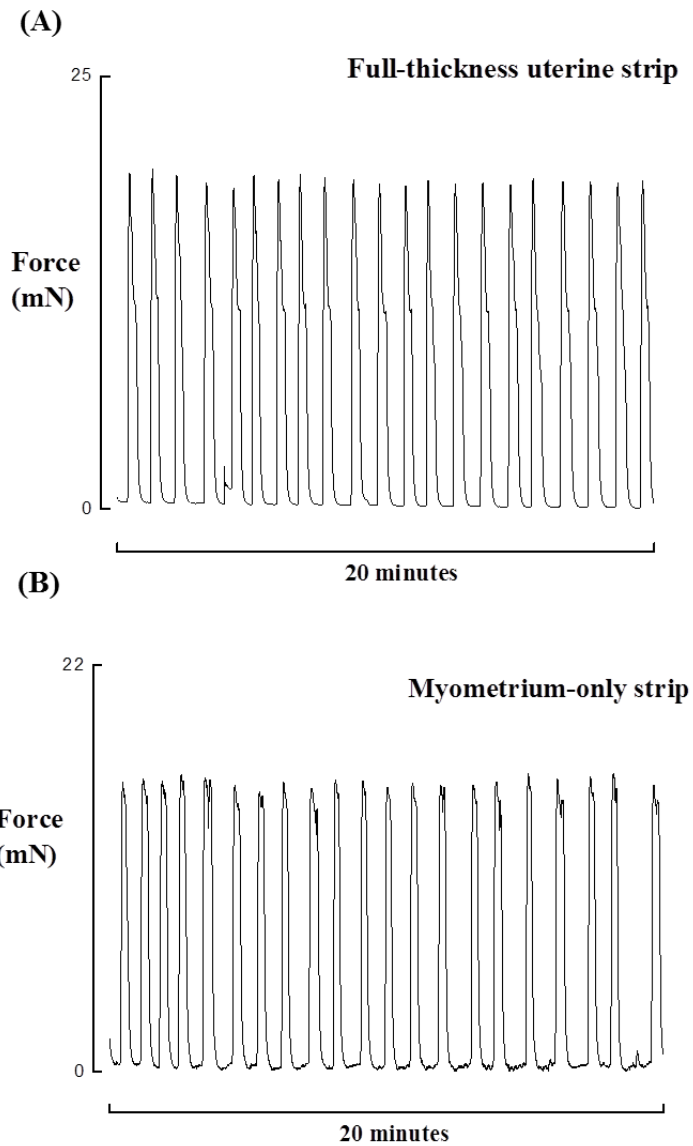 (A)
Full-thickness uterine strip
25
Force
(mN)
0
20 minutes
(B)
22
Myometrium-only strip
Force
(mN)
0
20 minutes